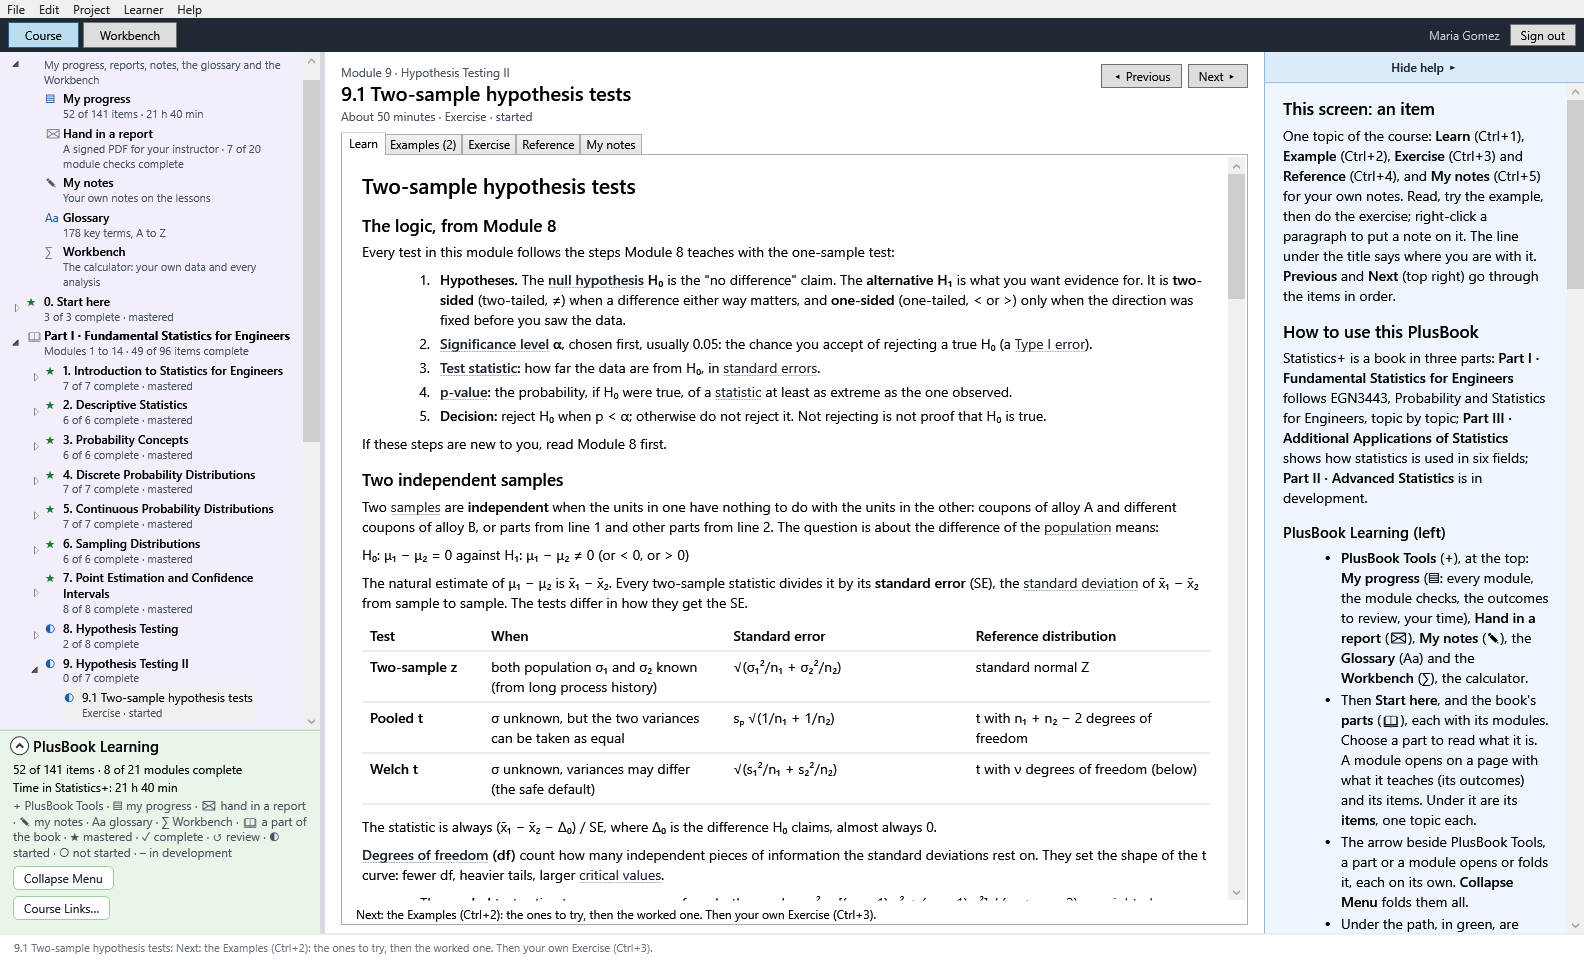 File Edit Project Learner Help
Course Workbench Maria Gomez Sign out
My progress, reports, notes, the glossary and the
Workbench
My progress
52 of 141 items · 21 h 40 min
Hand in a report
A signed PDF for your instructor · 7 of 20
module checks complete
My notes
Your own notes on the lessons
Aa Glossary
178 key terms, A to Z
∑ Workbench
The calculator: your own data and every
analysis
★ 0. Start here
3 of 3 complete · mastered
Part I · Fundamental Statistics for Engineers
Modules 1 to 14 · 49 of 96 items complete
★ 1. Introduction to Statistics for Engineers
7 of 7 complete · mastered
★ 2. Descriptive Statistics
6 of 6 complete · mastered
★ 3. Probability Concepts
6 of 6 complete · mastered
★ 4. Discrete Probability Distributions
7 of 7 complete · mastered
★ 5. Continuous Probability Distributions
7 of 7 complete · mastered
★ 6. Sampling Distributions
6 of 6 complete · mastered
★ 7. Point Estimation and Confidence
Intervals
8 of 8 complete · mastered
◐ 8. Hypothesis Testing
2 of 8 complete
◐ 9. Hypothesis Testing II
0 of 7 complete
◐ 9.1 Two-sample hypothesis tests
Exercise · started
PlusBook Learning
52 of 141 items · 8 of 21 modules complete
Time in Statistics+: 21 h 40 min
+ PlusBook Tools · ▤ my progress · ✉ hand in a report
· ✎ my notes · Aa glossary · ∑ Workbench · 🕮 a part of
the book · ★ mastered · ✓ complete · ↺ review · ◐
started · ○ not started · – in development
Collapse Menu
Course Links...
Module 9 · Hypothesis Testing II
9.1 Two-sample hypothesis tests
About 50 minutes · Exercise · started
◂ Previous Next ▸
Learn Examples (2) Exercise Reference My notes
Two-sample hypothesis tests
The logic, from Module 8
Every test in this module follows the steps Module 8 teaches with the one-sample test:
1. Hypotheses. The null hypothesis H₀ is the "no difference" claim. The alternative H₁ is what you want evidence for. It is two-
sided (two-tailed, ≠) when a difference either way matters, and one-sided (one-tailed, < or >) only when the direction was
fixed before you saw the data.
2. Significance level α, chosen first, usually 0.05: the chance you accept of rejecting a true H₀ (a Type I error).
3. Test statistic: how far the data are from H₀, in standard errors.
4. p-value: the probability, if H₀ were true, of a statistic at least as extreme as the one observed.
5. Decision: reject H₀ when p < α; otherwise do not reject it. Not rejecting is not proof that H₀ is true.
If these steps are new to you, read Module 8 first.
Two independent samples
Two samples are independent when the units in one have nothing to do with the units in the other: coupons of alloy A and different
coupons of alloy B, or parts from line 1 and other parts from line 2. The question is about the difference of the population means:
H₀: μ₁ − μ₂ = 0 against H₁: μ₁ − μ₂ ≠ 0 (or < 0, or > 0)
The natural estimate of μ₁ − μ₂ is x̄₁ − x̄₂. Every two-sample statistic divides it by its standard error (SE), the standard deviation of x̄₁ − x̄₂
from sample to sample. The tests differ in how they get the SE.
Test When Standard error Reference distribution
Two-sample z both population σ₁ and σ₂ known √(σ₁²/n₁ + σ₂²/n₂) standard normal Z
(from long process history)
Pooled t σ unknown, but the two variances sₚ √(1/n₁ + 1/n₂) t with n₁ + n₂ − 2 degrees of
can be taken as equal freedom
Welch t σ unknown, variances may differ √(s₁²/n₁ + s₂²/n₂) t with ν degrees of freedom (below)
(the safe default)
The statistic is always (x̄₁ − x̄₂ − Δ₀) / SE, where Δ₀ is the difference H₀ claims, almost always 0.
Degrees of freedom (df) count how many independent pieces of information the standard deviations rest on. They set the shape of the t
curve: fewer df, heavier tails, larger critical values.
Next: the Examples (Ctrl+2): the ones to try, then the worked one. Then your own Exercise (Ctrl+3).
Hide help ▸
This screen: an item
One topic of the course: Learn (Ctrl+1),
Example (Ctrl+2), Exercise (Ctrl+3) and
Reference (Ctrl+4), and My notes (Ctrl+5)
for your own notes. Read, try the example,
then do the exercise; right-click a
paragraph to put a note on it. The line
under the title says where you are with it.
Previous and Next (top right) go through
the items in order.
How to use this PlusBook
Statistics+ is a book in three parts: Part I ·
Fundamental Statistics for Engineers
follows EGN3443, Probability and Statistics
for Engineers, topic by topic; Part III ·
Additional Applications of Statistics
shows how statistics is used in six fields;
Part II · Advanced Statistics is in
development.
PlusBook Learning (left)
• PlusBook Tools (+), at the top:
My progress (▤: every module,
the module checks, the outcomes
to review, your time), Hand in a
report (✉), My notes (✎), the
Glossary (Aa) and the
Workbench (∑), the calculator.
• Then Start here, and the book's
parts (🕮), each with its modules.
Choose a part to read what it is.
A module opens on a page with
what it teaches (its outcomes)
and its items. Under it are its
items, one topic each.
• The arrow beside PlusBook Tools,
a part or a module opens or folds
it, each on its own. Collapse
Menu folds them all.
• Under the path, in green, are
9.1 Two-sample hypothesis tests: Next: the Examples (Ctrl+2): the ones to try, then the worked one. Then your own Exercise (Ctrl+3).